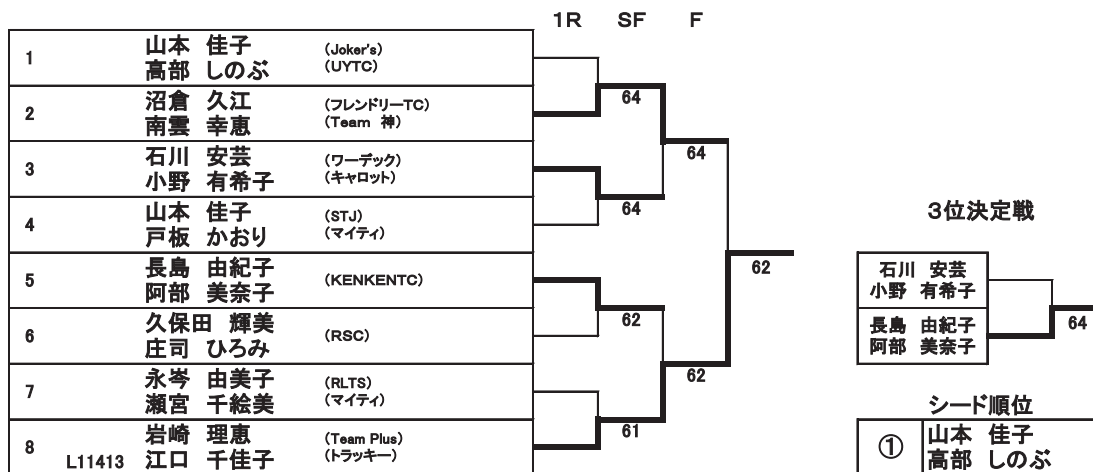 1R SF F
1 山本 佳子 (Joker's)
高部 しのぶ (UYTC)
2 沼倉 久江 (フレンドリーTC)
南雲 幸恵 (Team 神)
64
3 石川 安芸 (ワーデック)
小野 有希子 (キャロット)
64
4 山本 佳子 (STJ)
戸板 かおり (マイティ)
64
5 長島 由紀子
阿部 美奈子 (KENKENTC)
62
6 久保田 輝美
庄司 ひろみ (RSC)
62
7 永岑 由美子 (RLTS)
瀬宮 千絵美 (マイティ)
62
8 岩崎 理恵 (Team Plus)
L11413 江口 千佳子 (トラッキー)
61
3位決定戦
石川 安芸
小野 有希子
長島 由紀子
阿部 美奈子
64
シード順位
① 山本 佳子
高部 しのぶ